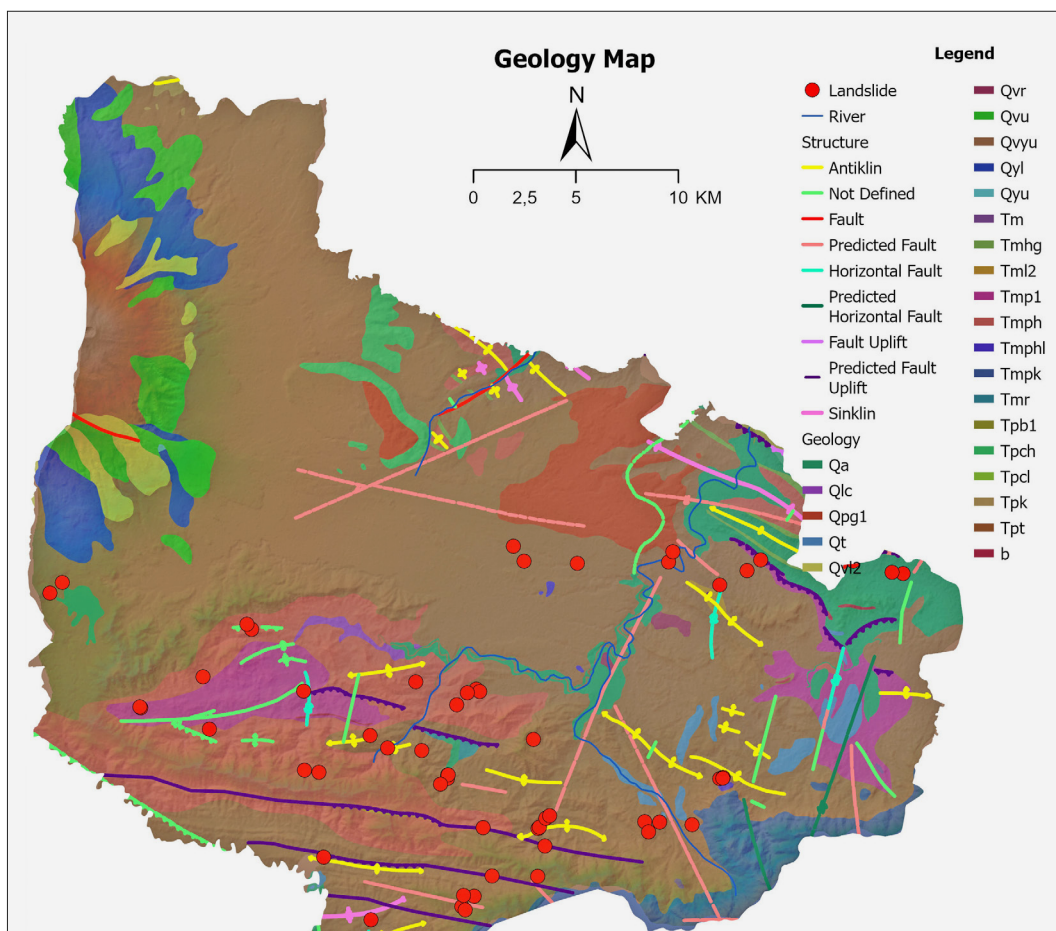 Geology Map
N
0 2,5 5 10 KM
Legend
Landslide
River
Structure
Antiklin
Not Defined
Fault
Predicted Fault
Horizontal Fault
Predicted
Horizontal Fault
Fault Uplift
Predicted Fault
Uplift
Sinklin
Geology
Qa
Qlc
Qpg1
Qt
Qvl2
Qvr
Qvu
Qvyu
Qyl
Qyu
Tm
Tmhg
Tml2
Tmp1
Tmph
Tmphl
Tmpk
Tmr
Tpb1
Tpch
Tpcl
Tpk
Tpt
b